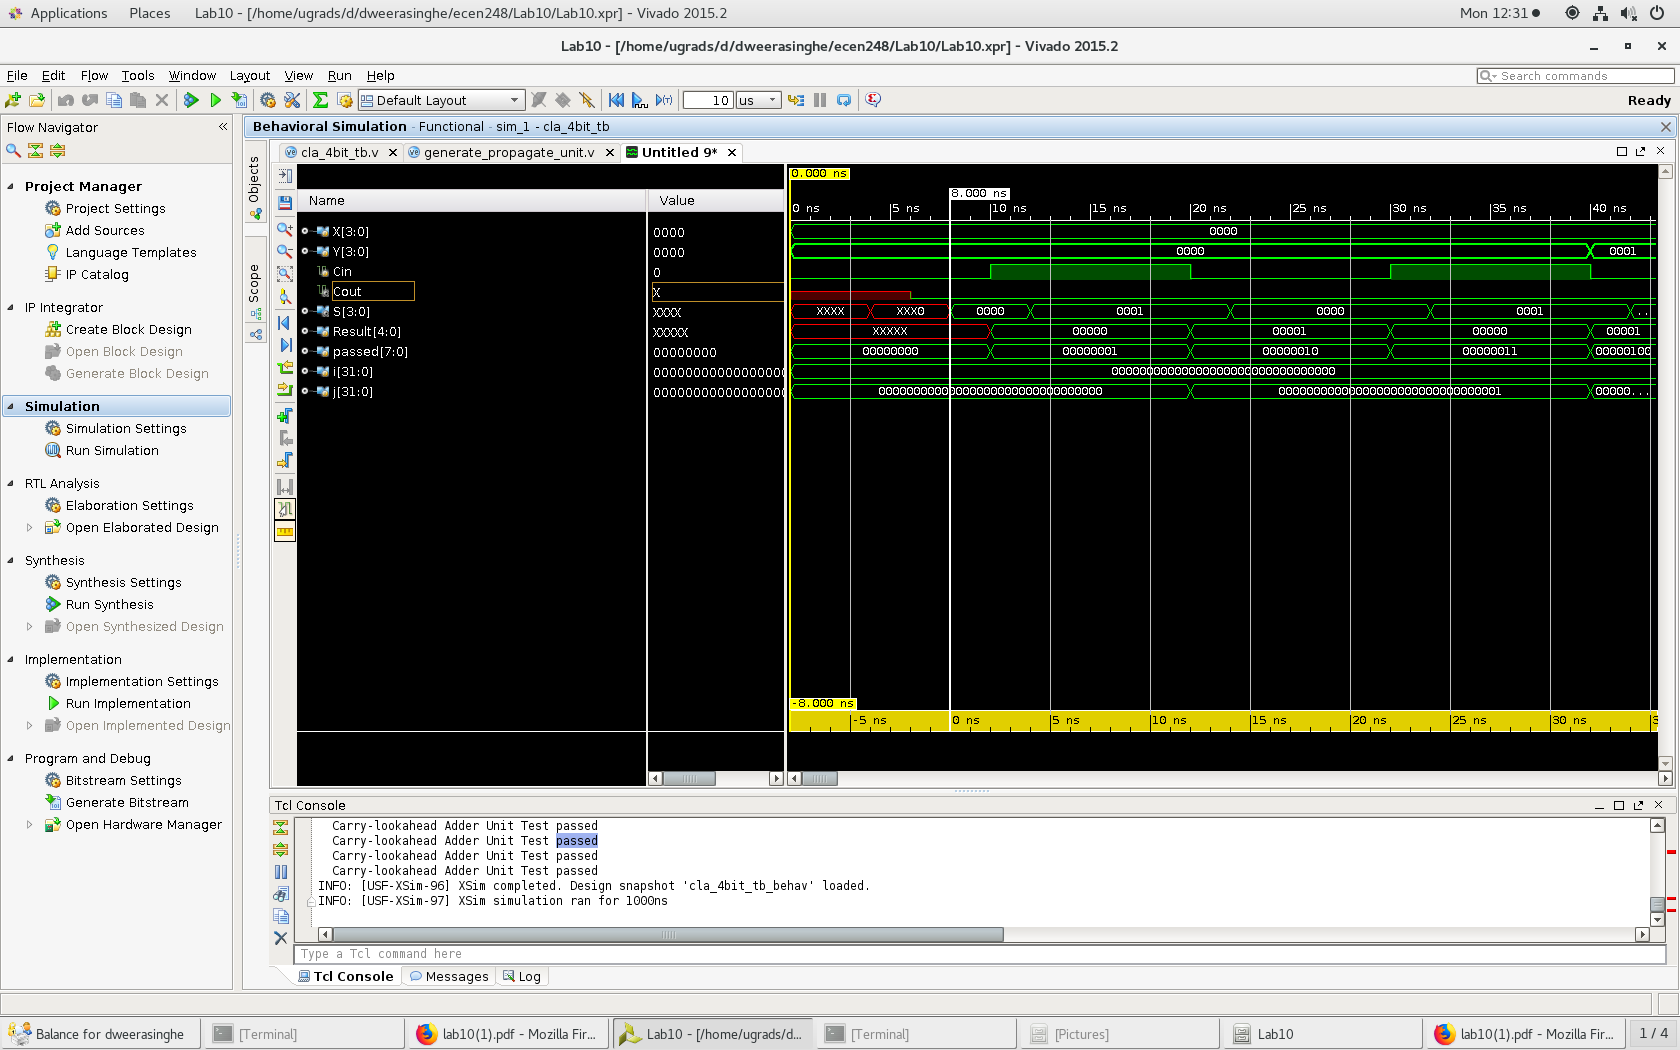 Applications Places Lab10 - [/home/ugrads/d/dweerasinghe/ecen248/Lab10/Lab10.xpr] - Vivado 2015.2 Mon 12:31
Lab10 - [/home/ugrads/d/dweerasinghe/ecen248/Lab10/Lab10.xpr] - Vivado 2015.2
File Edit Flow Tools Window Layout View Run Help Search commands
Default Layout 10 us Ready
Flow Navigator
Project Manager
Project Settings
Add Sources
Language Templates
IP Catalog
IP Integrator
Create Block Design
Open Block Design
Generate Block Design
Simulation
Simulation Settings
Run Simulation
RTL Analysis
Elaboration Settings
Open Elaborated Design
Synthesis
Synthesis Settings
Run Synthesis
Open Synthesized Design
Implementation
Implementation Settings
Run Implementation
Open Implemented Design
Program and Debug
Bitstream Settings
Generate Bitstream
Open Hardware Manager
Behavioral Simulation - Functional - sim_1 - cla_4bit_tb
Objects
Scope
cla_4bit_tb.v generate_propagate_unit.v Untitled 9*
0.000 ns
8.000 ns
Name Value 0 ns 5 ns 10 ns 15 ns 20 ns 25 ns 30 ns 35 ns 40 ns
X[3:0] 0000 0000
Y[3:0] 0000 0000 0001
Cin 0
Cout X
S[3:0] XXXX XXXX XXX0 0000 0001 0000 0001 ..
Result[4:0] XXXXX XXXXX 00000 00001 00000 00001
passed[7:0] 00000000 00000000 00000001 00000010 00000011 00000100
i[31:0] 0000000000000000 00000000000000000000000000000000
j[31:0] 0000000000000000 00000000000000000000000000000000 00000000000000000000000000000001 00000...
-8.000 ns
-5 ns 0 ns 5 ns 10 ns 15 ns 20 ns 25 ns 30 ns 3
Tcl Console
Carry-lookahead Adder Unit Test passed
Carry-lookahead Adder Unit Test passed
Carry-lookahead Adder Unit Test passed
Carry-lookahead Adder Unit Test passed
INFO: [USF-XSim-96] XSim completed. Design snapshot 'cla_4bit_tb_behav' loaded.
INFO: [USF-XSim-97] XSim simulation ran for 1000ns
Type a Tcl command here
Tcl Console Messages Log
Balance for dweerasinghe [Terminal] lab10(1).pdf - Mozilla Firef... Lab10 - [/home/ugrads/d... [Terminal] [Pictures] Lab10 lab10(1).pdf - Mozilla Fir... 1 / 4